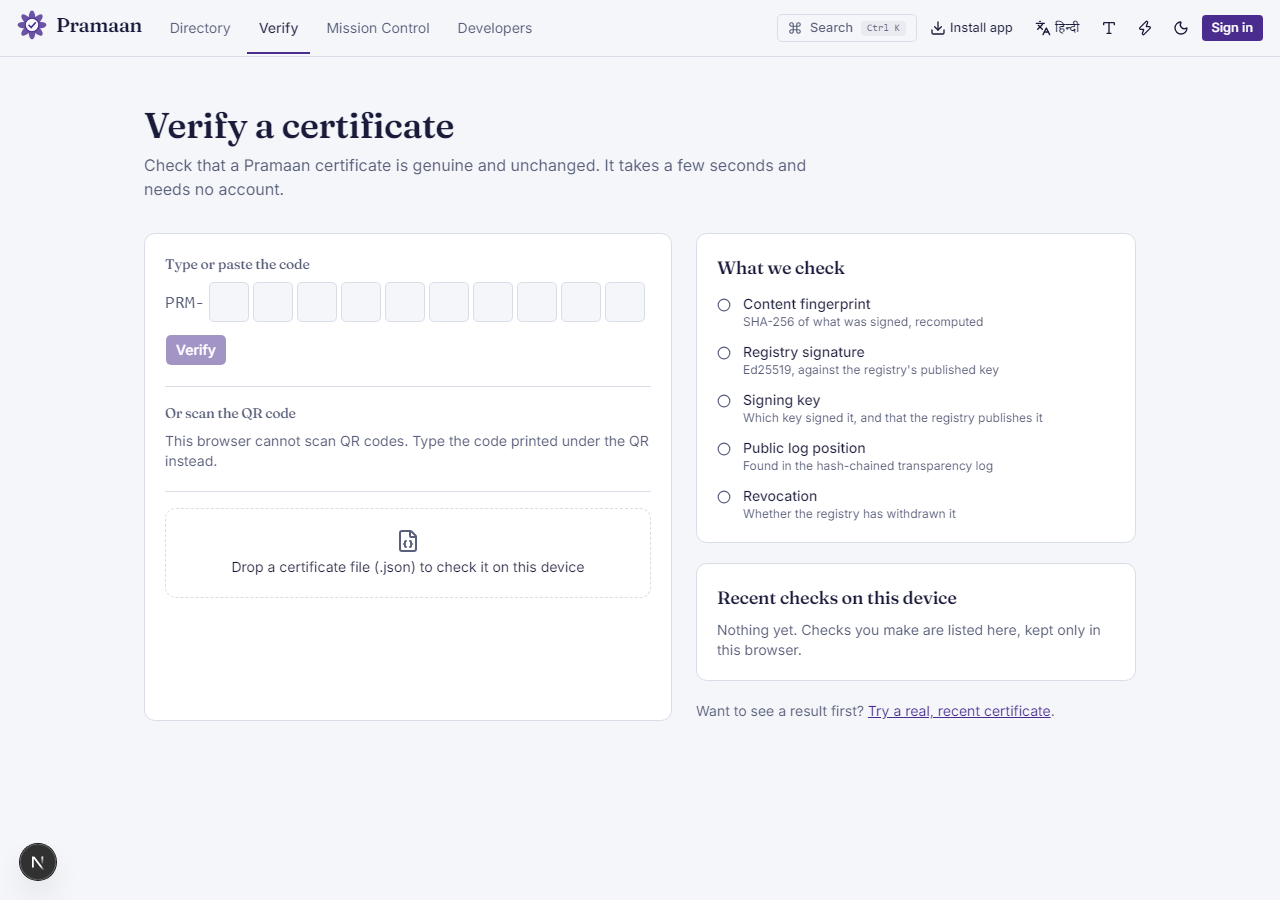 Pramaan
Directory
Verify
Mission Control
Developers
Search
Ctrl K
Install app
हिन्दी
Sign in
Verify a certificate
Check that a Pramaan certificate is genuine and unchanged. It takes a few seconds and
needs no account.
Type or paste the code
PRM-
Verify
Or scan the QR code
This browser cannot scan QR codes. Type the code printed under the QR
instead.
Drop a certificate file (.json) to check it on this device
What we check
Content fingerprint
SHA-256 of what was signed, recomputed
Registry signature
Ed25519, against the registry's published key
Signing key
Which key signed it, and that the registry publishes it
Public log position
Found in the hash-chained transparency log
Revocation
Whether the registry has withdrawn it
Recent checks on this device
Nothing yet. Checks you make are listed here, kept only in
this browser.
Want to see a result first? Try a real, recent certificate.
N